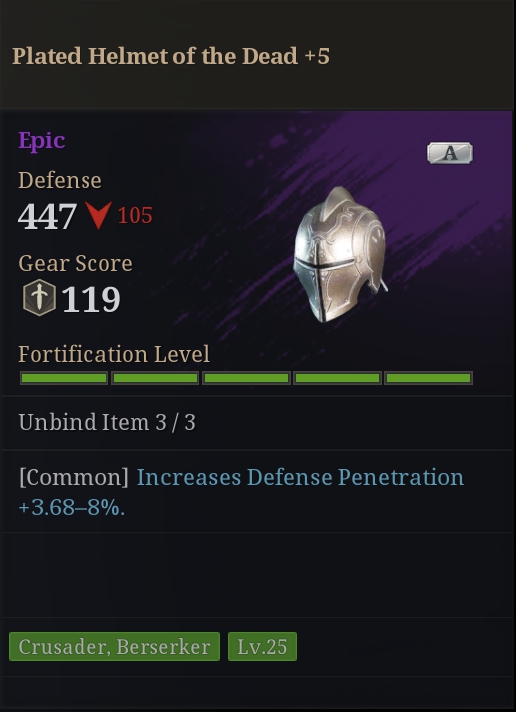 Plated Helmet of the Dead +5
Epic
A
Defense
447 105
Gear Score
119
Fortification Level
Unbind Item 3 / 3
[Common] Increases Defense Penetration
+3.68–8%.
Crusader, Berserker Lv.25